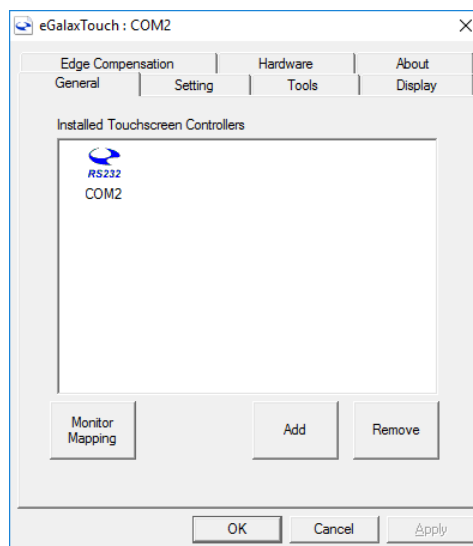 eGalaxTouch : COM2
Edge Compensation Hardware About
General Setting Tools Display
Installed Touchscreen Controllers
RS232
COM2
Monitor
Mapping
Add
Remove
OK Cancel Apply